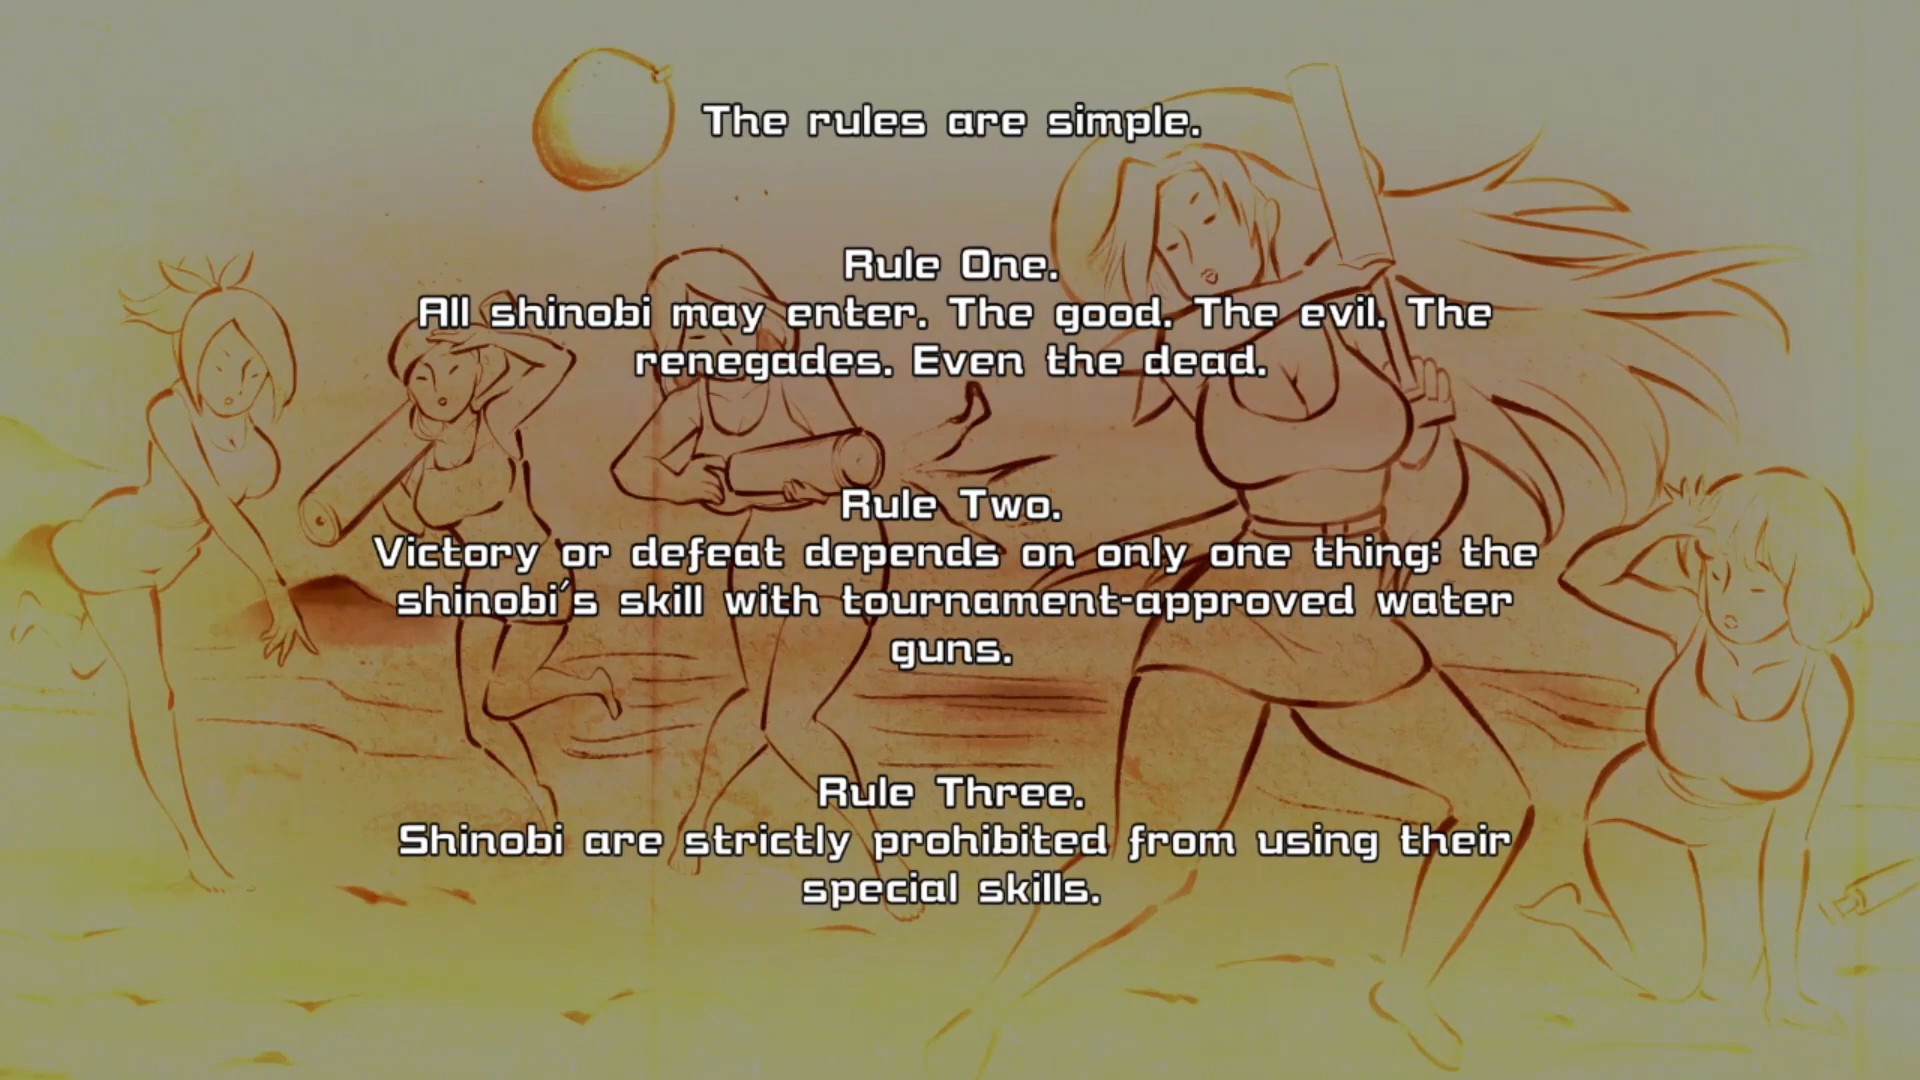 The rules are simple.
Rule One.
All shinobi may enter. The good. The evil. The
renegades. Even the dead.
Rule Two.
Victory or defeat depends on only one thing: the
shinobi's skill with tournament-approved water
guns.
Rule Three.
Shinobi are strictly prohibited from using their
special skills.